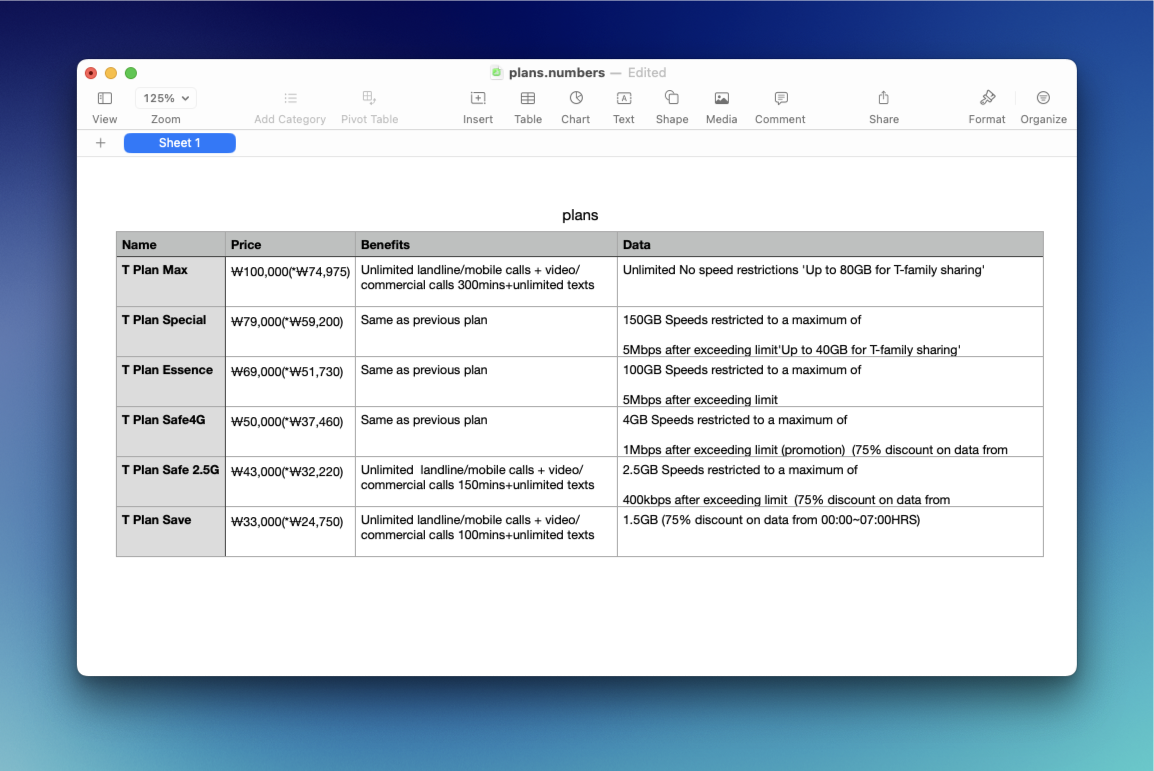 plans.numbers — Edited
125%
View Zoom Add Category Pivot Table Insert Table Chart Text Shape Media Comment Share Format Organize
+ Sheet 1
plans
Name Price Benefits Data
T Plan Max ₩100,000(*₩74,975) Unlimited landline/mobile calls + video/ Unlimited No speed restrictions 'Up to 80GB for T-family sharing'
commercial calls 300mins+unlimited texts
T Plan Special ₩79,000(*₩59,200) Same as previous plan 150GB Speeds restricted to a maximum of
5Mbps after exceeding limit'Up to 40GB for T-family sharing'
T Plan Essence ₩69,000(*₩51,730) Same as previous plan 100GB Speeds restricted to a maximum of
5Mbps after exceeding limit
T Plan Safe4G ₩50,000(*₩37,460) Same as previous plan 4GB Speeds restricted to a maximum of
1Mbps after exceeding limit (promotion)  (75% discount on data from
T Plan Safe 2.5G ₩43,000(*₩32,220) Unlimited  landline/mobile calls + video/ 2.5GB Speeds restricted to a maximum of
commercial calls 150mins+unlimited texts
400kbps after exceeding limit  (75% discount on data from
T Plan Save ₩33,000(*₩24,750) Unlimited landline/mobile calls + video/ 1.5GB (75% discount on data from 00:00~07:00HRS)
commercial calls 100mins+unlimited texts